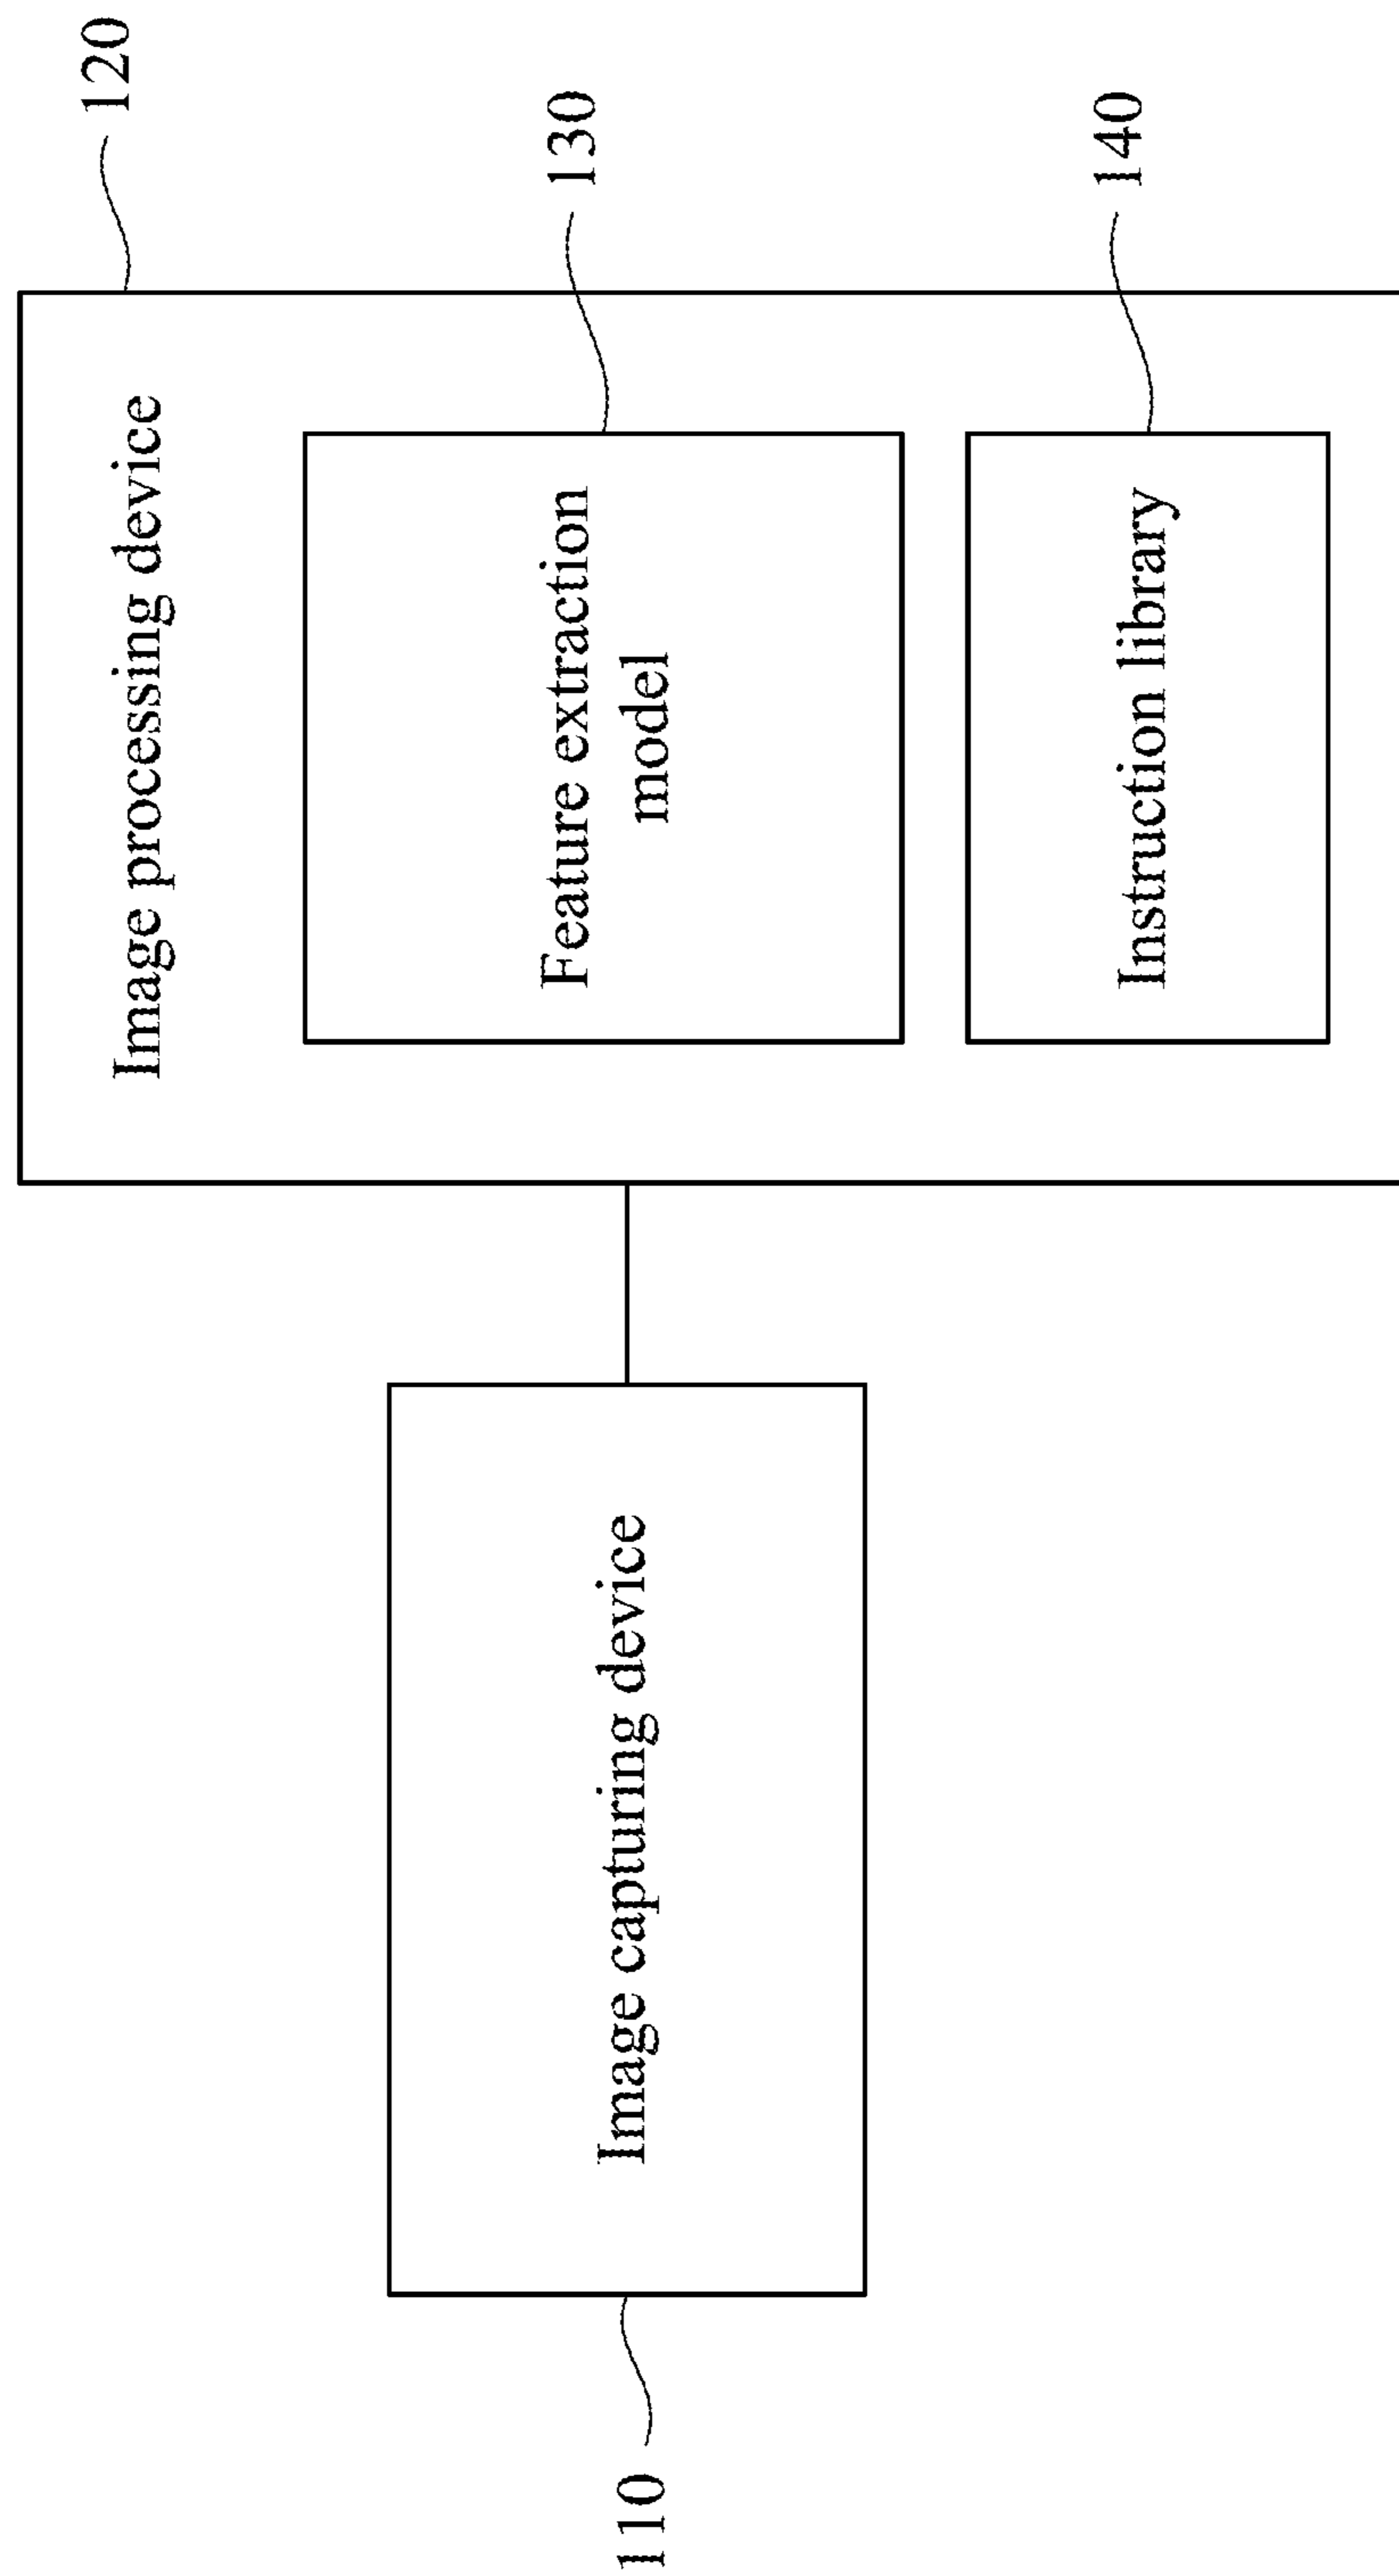 120
Image processing device
130
Feature extraction
model
140
Instruction library
Image capturing device
110